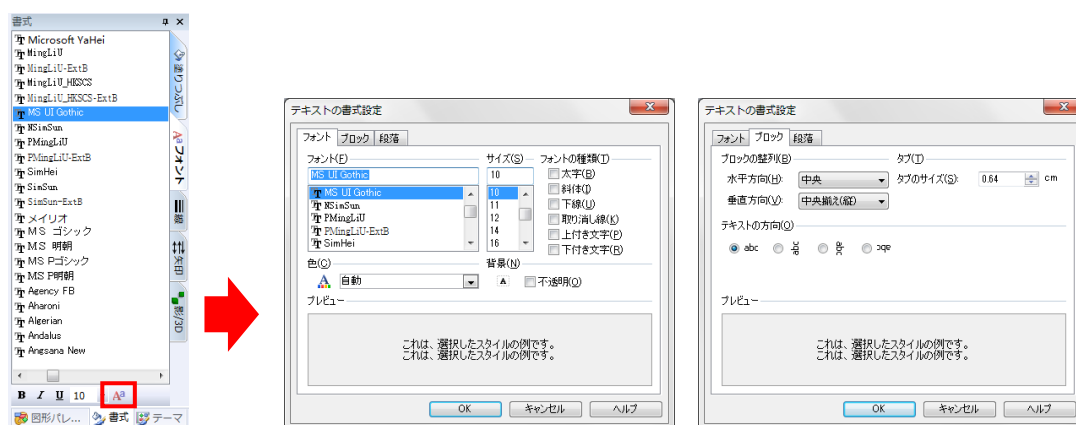 書式
Microsoft YaHei
MingLiU
MingLiU-ExtB
MingLiU_HKSCS
MingLiU_HKSCS-ExtB
MS UI Gothic
NSimSun
PMingLiU
PMingLiU-ExtB
SimHei
SimSun
SimSun-ExtB
メイリオ
MS ゴシック
MS 明朝
MS Pゴシック
MS P明朝
Agency FB
Aharoni
Algerian
Andalus
Angsana New
B I U 10 Aa
図形パレ... 書式 テーマ
塗りつぶし
Aa フォント
線
矢印
影/3D
テキストの書式設定
フォント ブロック 段落
フォント(F) サイズ(S) フォントの種類(T)
MS UI Gothic 10 太字(B)
MS UI Gothic 10 斜体(I)
NSimSun 11 下線(U)
PMingLiU 12 取り消し線(K)
PMingLiU-ExtB 14 上付き文字(P)
SimHei 16 下付き文字(R)
色(C) 背景(N)
A 自動 A 不透明(O)
プレビュー
これは、選択したスタイルの例です。
これは、選択したスタイルの例です。
OK キャンセル ヘルプ
テキストの書式設定
フォント ブロック 段落
ブロックの整列(B) タブ(T)
水平方向(H): 中央 タブのサイズ(S): 0.64 cm
垂直方向(V): 中央揃え(縦)
テキストの方向(O)
abc abc abc abc
プレビュー
これは、選択したスタイルの例です。
これは、選択したスタイルの例です。
OK キャンセル ヘルプ